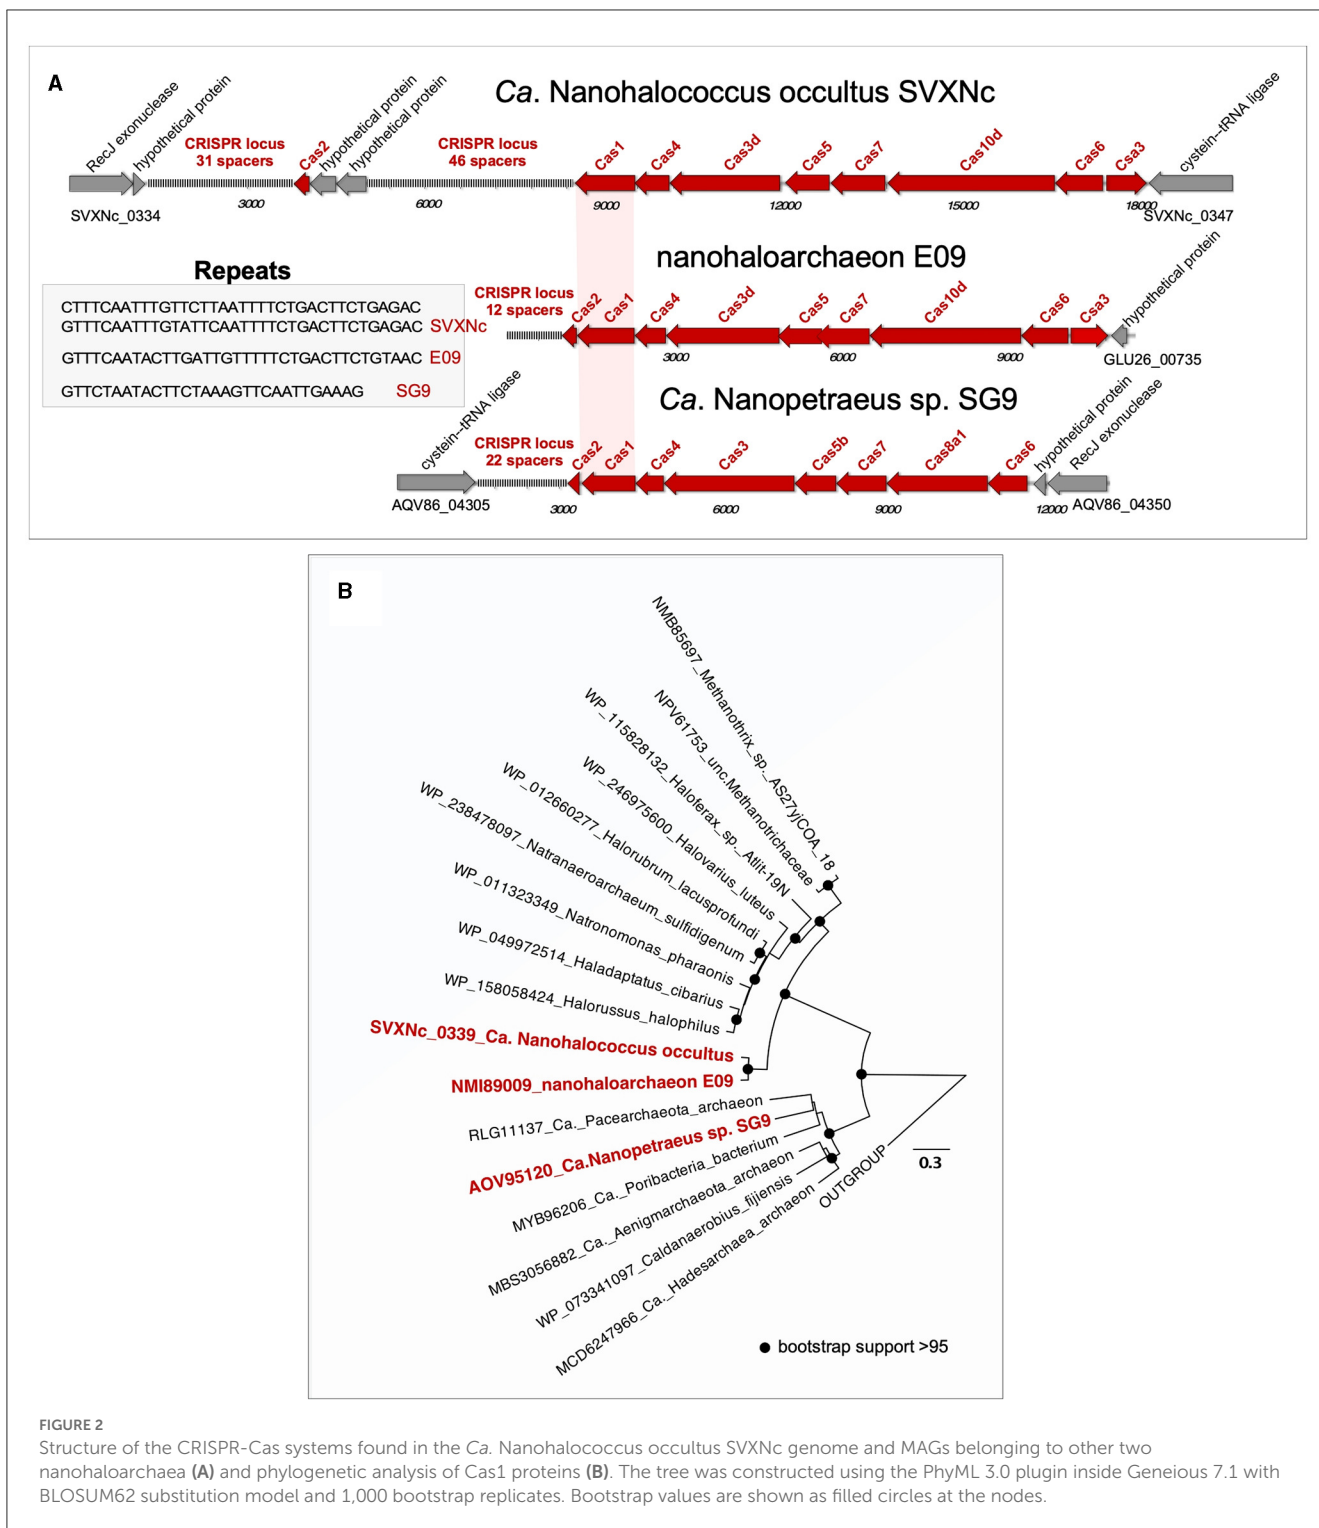 A
Ca. Nanohalococcus occultus SVXNc
RecJ exonuclease
hypothetical protein
CRISPR locus
31 spacers
Cas2
hypothetical protein
hypothetical protein
CRISPR locus
46 spacers
Cas1
Cas4
Cas3d
Cas5
Cas7
Cas10d
Cas6
Csa3
cystein--tRNA ligase
3000
6000
9000
12000
15000
18000
SVXNc_0334
SVXNc_0347
nanohaloarchaeon E09
CRISPR locus
12 spacers
Cas2
Cas1
Cas4
Cas3d
Cas5
Cas7
Cas10d
Cas6
Csa3
hypothetical protein
3000
6000
9000
GLU26_00735
Repeats
CTTTCAATTTGTTCTTAATTTTCTGACTTCTGAGAC
GTTTCAATTTGTATTCAATTTTCTGACTTCTGAGAC SVXNc
GTTTCAATACTTGATTGTTTTTCTGACTTCTGTAAC E09
GTTCTAATACTTCTAAAGTTCAATTGAAAG SG9
Ca. Nanopetraeus sp. SG9
cystein--tRNA ligase
CRISPR locus
22 spacers
Cas2
Cas1
Cas4
Cas3
Cas5b
Cas7
Cas8a1
Cas6
hypothetical protein
RecJ exonuclease
AQV86_04305
3000
6000
9000
12000
AQV86_04350
B
NMB85697_Methanothrix_sp._AS27yjCOA_18
NPV61753_unc.Methanotrichaceae
WP_115828132_Haloferax_sp._Atlit-19N
WP_246975600_Halovarius_luteus
WP_012660277_Halorubrum_lacusprofundi
WP_238478097_Natranaeroarchaeum_sulfidigenum
WP_011323349_Natronomonas_pharaonis
WP_049972514_Haladaptatus_cibarius
WP_158058424_Halorussus_halophilus
SVXNc_0339_Ca. Nanohalococcus occultus
NMI89009_nanohaloarchaeon E09
RLG11137_Ca._Pacearchaeota_archaeon
AOV95120_Ca.Nanopetraeus sp. SG9
MYB96206_Ca._Poribacteria_bacterium
MBS3056882_Ca._Aenigmarchaeota_archaeon
WP_073341097_Caldanaerobius_fijiensis
MCD6247966_Ca._Hadesarchaea_archaeon
OUTGROUP
0.3
bootstrap support >95
FIGURE 2
Structure of the CRISPR-Cas systems found in the Ca. Nanohalococcus occultus SVXNc genome and MAGs belonging to other two
nanohaloarchaea (A) and phylogenetic analysis of Cas1 proteins (B). The tree was constructed using the PhyML 3.0 plugin inside Geneious 7.1 with
BLOSUM62 substitution model and 1,000 bootstrap replicates. Bootstrap values are shown as filled circles at the nodes.